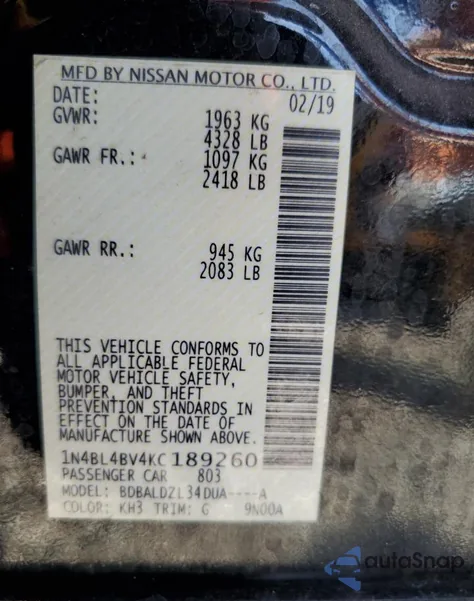 MFD BY NISSAN MOTOR CO., LTD.
DATE: 02/19
GVWR: 1963 KG
4328 LB
GAWR FR.: 1097 KG
2418 LB
GAWR RR.: 945 KG
2083 LB
THIS VEHICLE CONFORMS TO
ALL APPLICABLE FEDERAL
MOTOR VEHICLE SAFETY,
BUMPER, AND THEFT
PREVENTION STANDARDS IN
EFFECT ON THE DATE OF
MANUFACTURE SHOWN ABOVE.
1N4BL4BV4KC189260
PASSENGER CAR 803
MODEL: BDBALDZL34DUA----A
COLOR: KH3 TRIM: G 9N00A
autoSnap